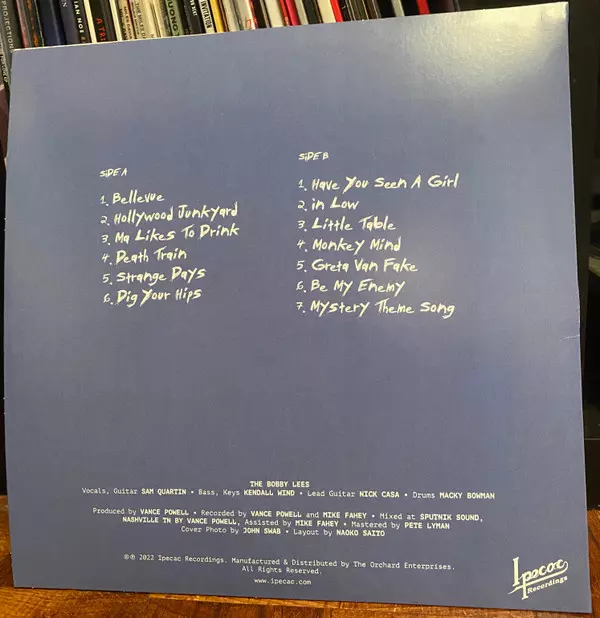 PROJECTIONS
IAN NOE
SIDE A
1. Bellevue
2. Hollywood Junkyard
3. Ma Likes To Drink
4. Death Train
5. Strange Days
6. Dig Your Hips
SIDE B
1. Have You Seen A Girl
2. in Low
3. Little Table
4. Monkey Mind
5. Greta Van Fake
6. Be My Enemy
7. Mystery Theme Song
THE BOBBY LEES
Vocals, Guitar SAM QUARTIN • Bass, Keys KENDALL WIND • Lead Guitar NICK CASA • Drums MACKY BOWMAN
Produced by VANCE POWELL • Recorded by VANCE POWELL and MIKE FAHEY • Mixed at SPUTNIK SOUND,
NASHVILLE TN BY VANCE POWELL, Assisted by MIKE FAHEY • Mastered by PETE LYMAN
Cover Photo by JOHN SWAB • Layout by NAOKO SAITO
©℗ 2022 Ipecac Recordings. Manufactured & Distributed by The Orchard Enterprises.
All Rights Reserved.
www.ipecac.com
Ipecac
Recordings